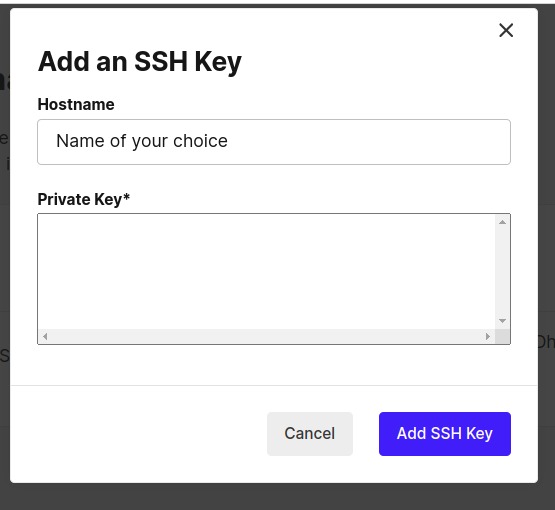 Add an SSH Key
Hostname
Name of your choice
Private Key*
Cancel
Add SSH Key